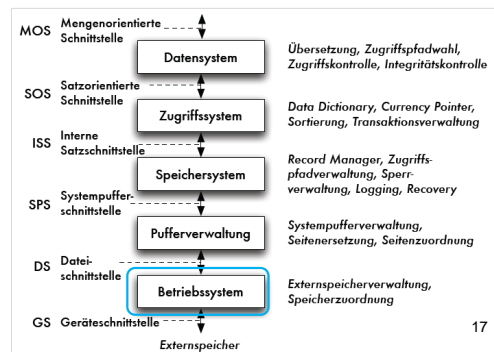 MOS Mengenorientierte
Schnittstelle
Datensystem
Übersetzung, Zugriffspfadwahl,
Zugriffskontrolle, Integritätskontrolle
SOS Satzorientierte
Schnittstelle
Zugriffssystem
Data Dictionary, Currency Pointer,
Sortierung, Transaktionsverwaltung
ISS Interne
Satzschnittstelle
Speichersystem
Record Manager, Zugriffs-
pfadverwaltung, Sperr-
verwaltung, Logging, Recovery
SPS Systempuffer-
schnittstelle
Pufferverwaltung
Systempufferverwaltung,
Seitenersetzung, Seitenzuordnung
DS Datei-
schnittstelle
Betriebssystem
Externspeicherverwaltung,
Speicherzuordnung
GS Geräteschnittstelle
Externspeicher
17